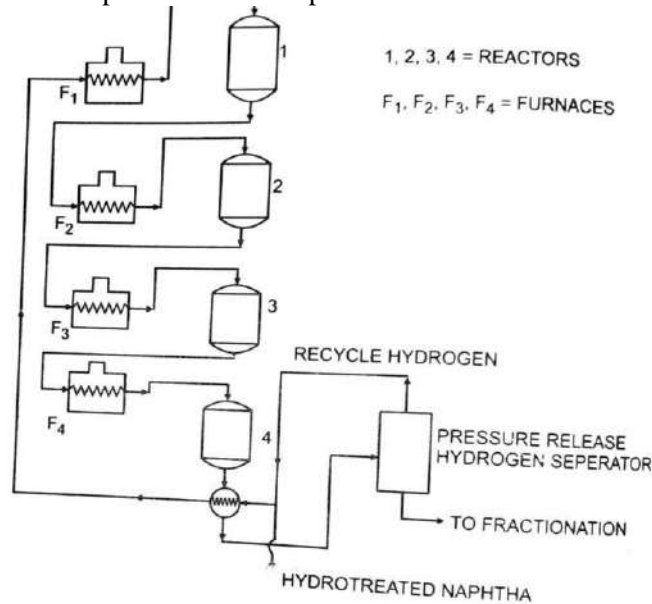 1
1, 2, 3, 4 = REACTORS
F₁
F₁, F₂, F₃, F₄ = FURNACES
2
F₂
3
F₃
RECYCLE HYDROGEN
F₄
4
PRESSURE RELEASE
HYDROGEN SEPERATOR
TO FRACTIONATION
HYDROTREATED NAPHTHA